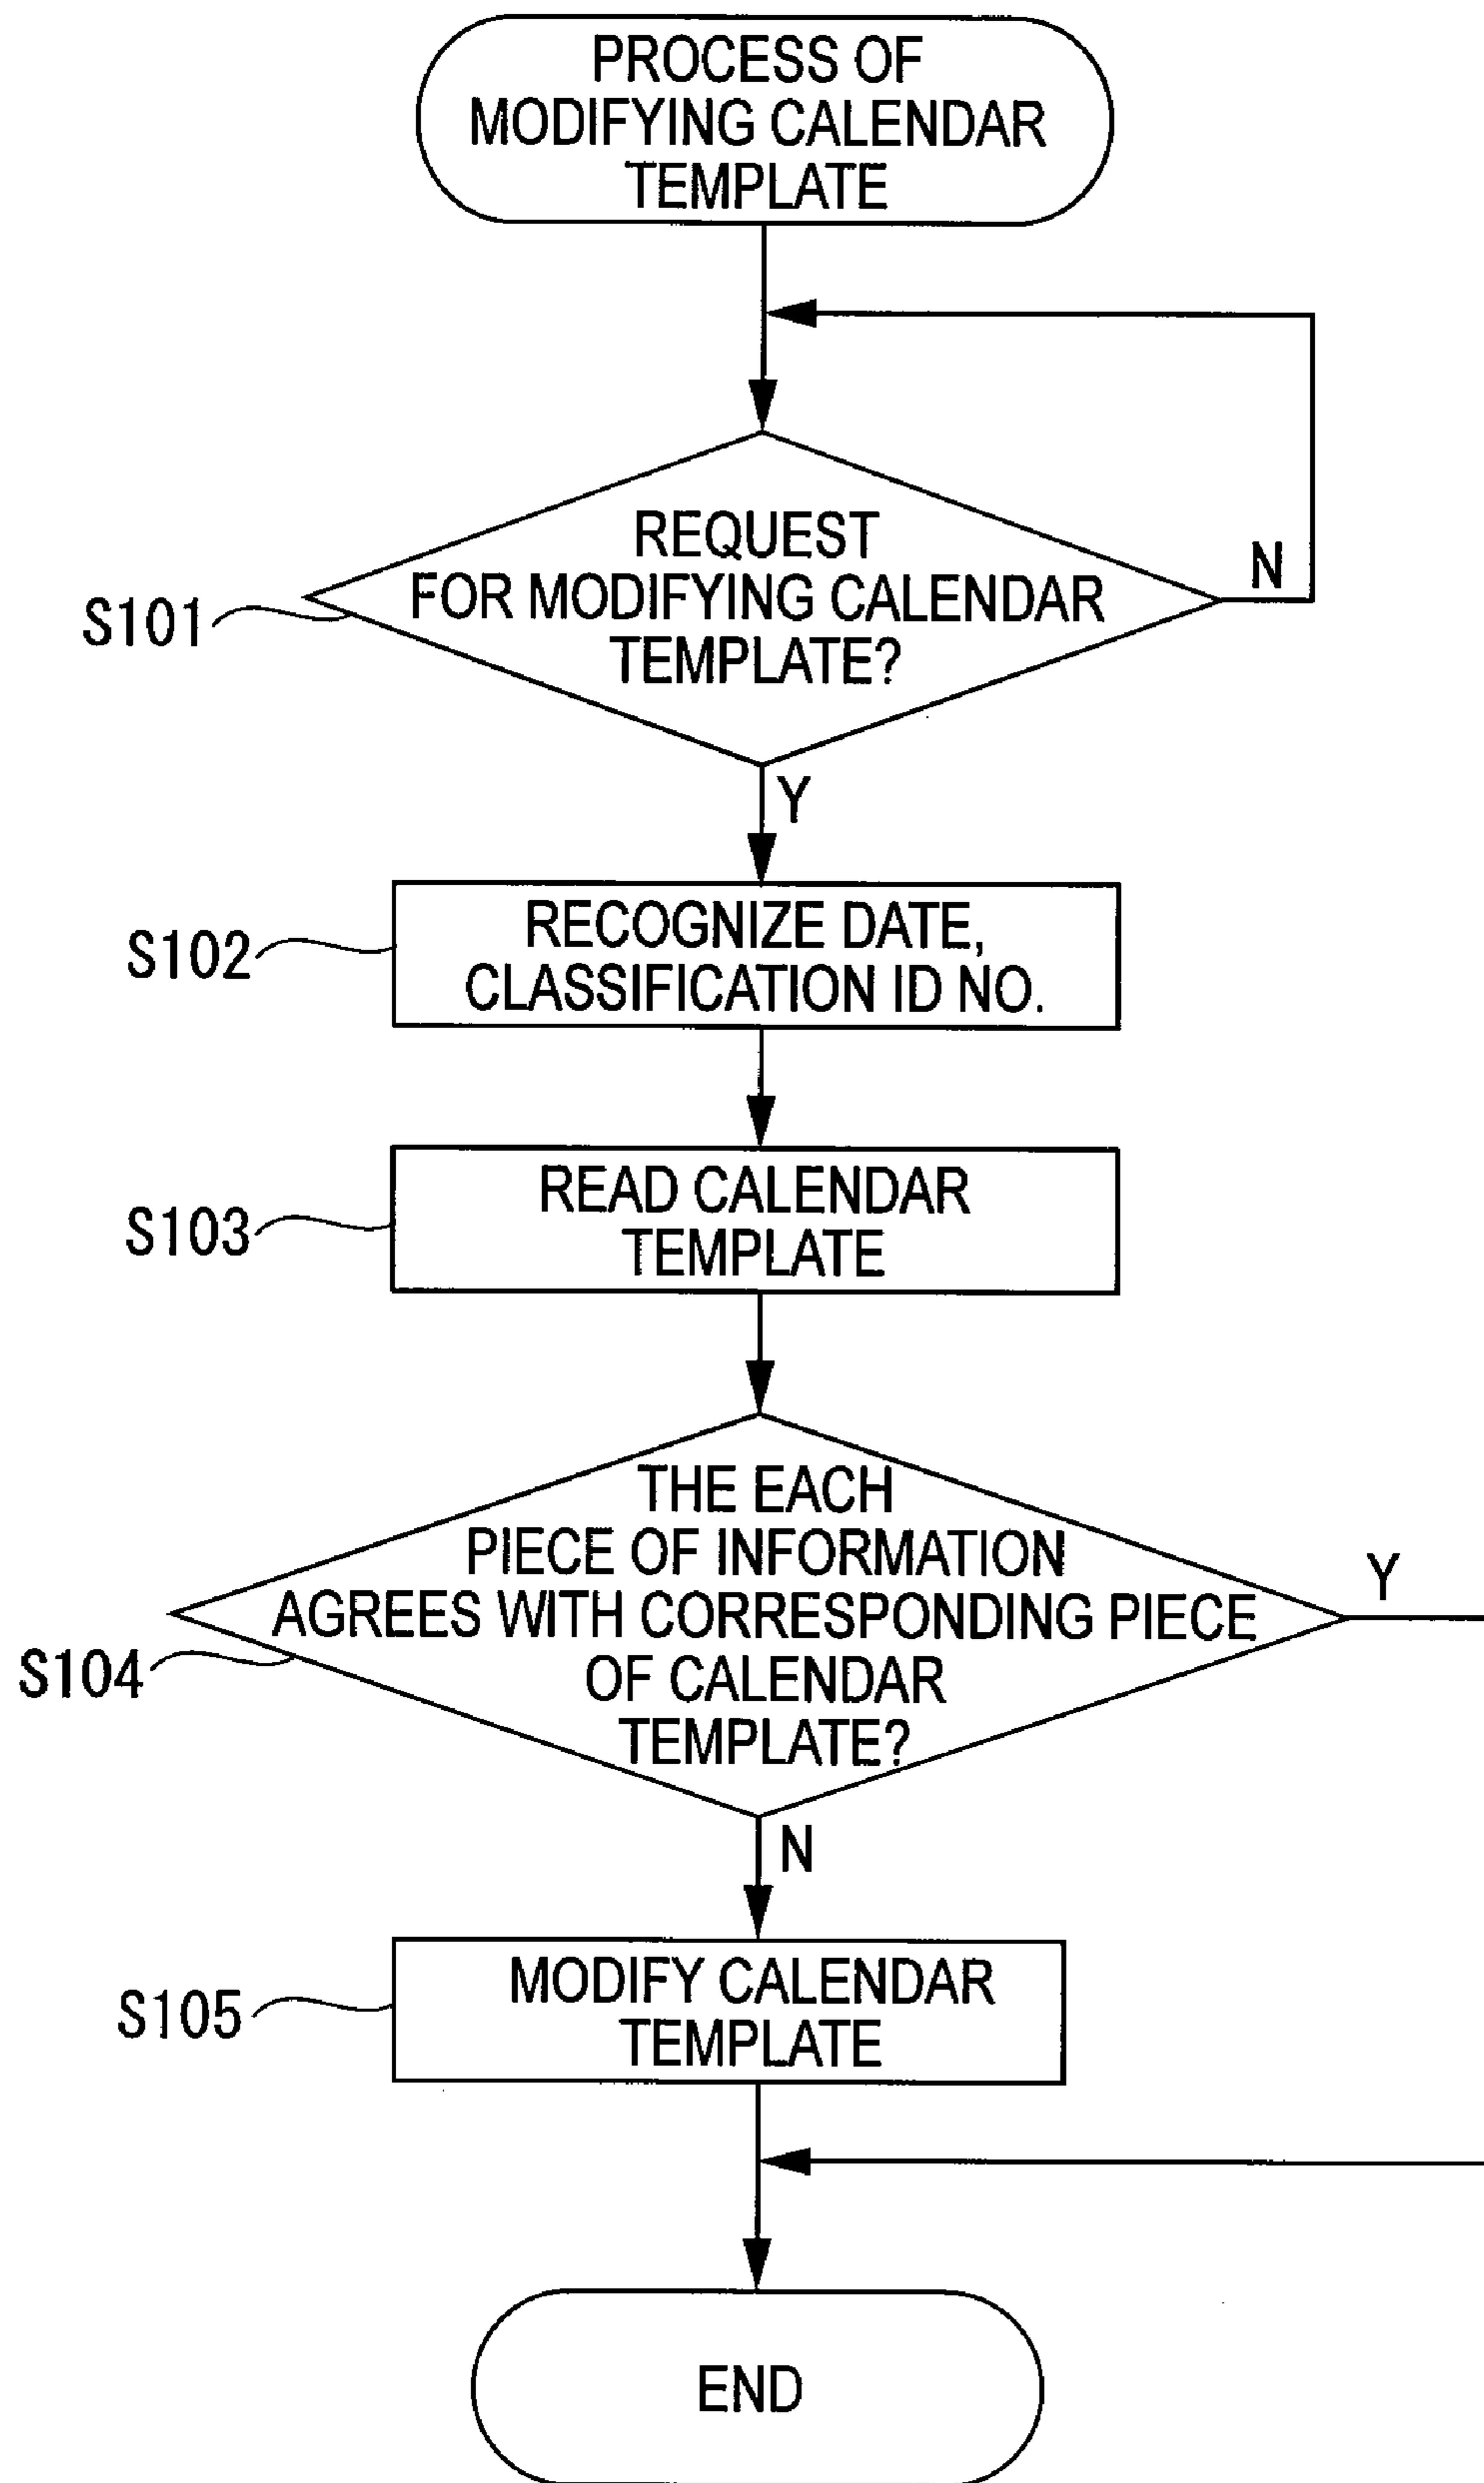 PROCESS OF
MODIFYING CALENDAR
TEMPLATE
REQUEST
FOR MODIFYING CALENDAR
TEMPLATE?
N
S101
Y
RECOGNIZE DATE,
CLASSIFICATION ID NO.
S102
READ CALENDAR
TEMPLATE
S103
THE EACH
PIECE OF INFORMATION
AGREES WITH CORRESPONDING PIECE
OF CALENDAR
TEMPLATE?
Y
S104
N
MODIFY CALENDAR
TEMPLATE
S105
END